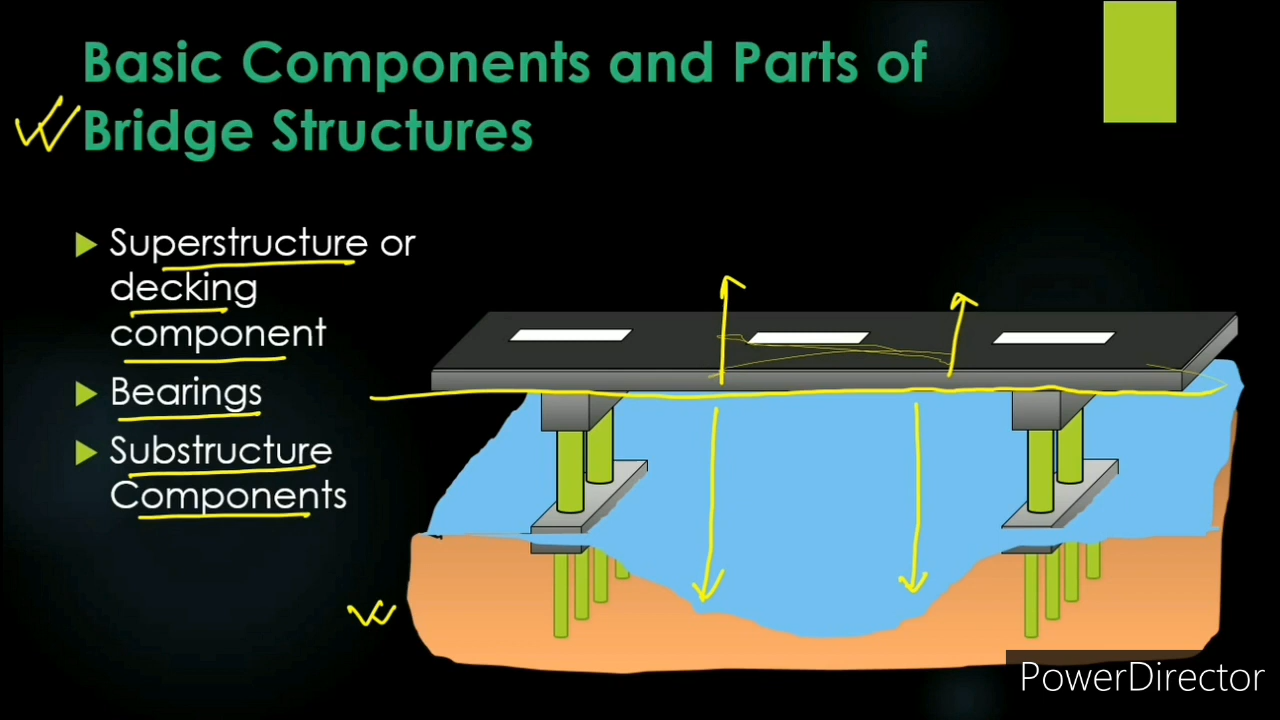 Basic Components and Parts of
Bridge Structures
Superstructure or
decking
component
Bearings
Substructure
Components
PowerDirector